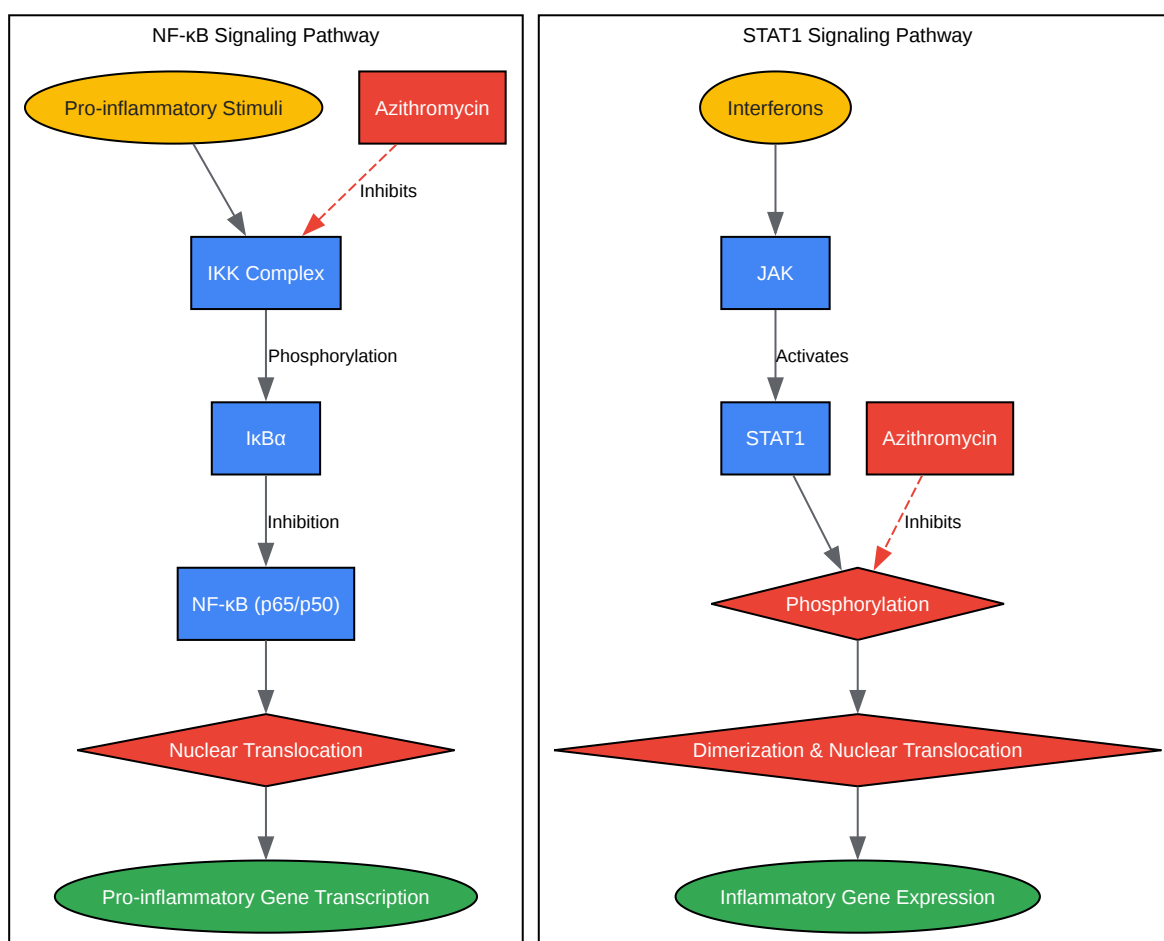 NF-κB Signaling Pathway
Pro-inflammatory Stimuli
Azithromycin
Inhibits
IKK Complex
Phosphorylation
IκBα
Inhibition
NF-κB (p65/p50)
Nuclear Translocation
Pro-inflammatory Gene Transcription
STAT1 Signaling Pathway
Interferons
JAK
Activates
STAT1
Azithromycin
Inhibits
Phosphorylation
Dimerization & Nuclear Translocation
Inflammatory Gene Expression